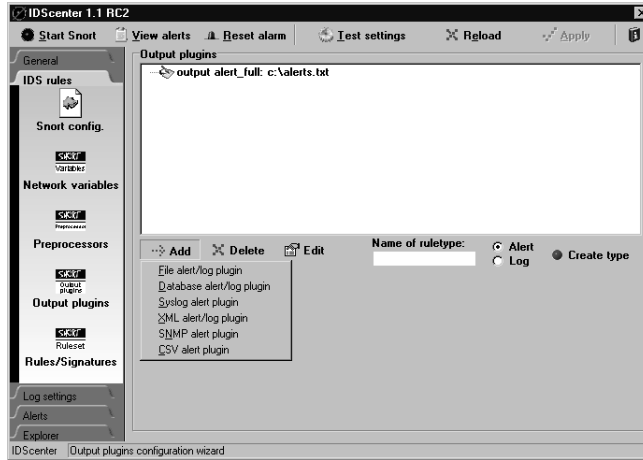 IDScenter 1.1 RC2
Start Snort View alerts Reset alarm Test settings Reload Apply
General
IDS rules
Snort config.
Variables
Network variables
Preprocessors
Output plugins
Output plugins
Ruleset
Rules/Signatures
Log settings
Alerts
Explorer
Output plugins
output alert_full: c:\alerts.txt
Add Delete Edit
Name of ruletype:
Alert
Log
Create type
File alert/log plugin
Database alert/log plugin
Syslog alert plugin
XML alert/log plugin
SNMP alert plugin
CSV alert plugin
IDScenter Output plugins configuration wizard